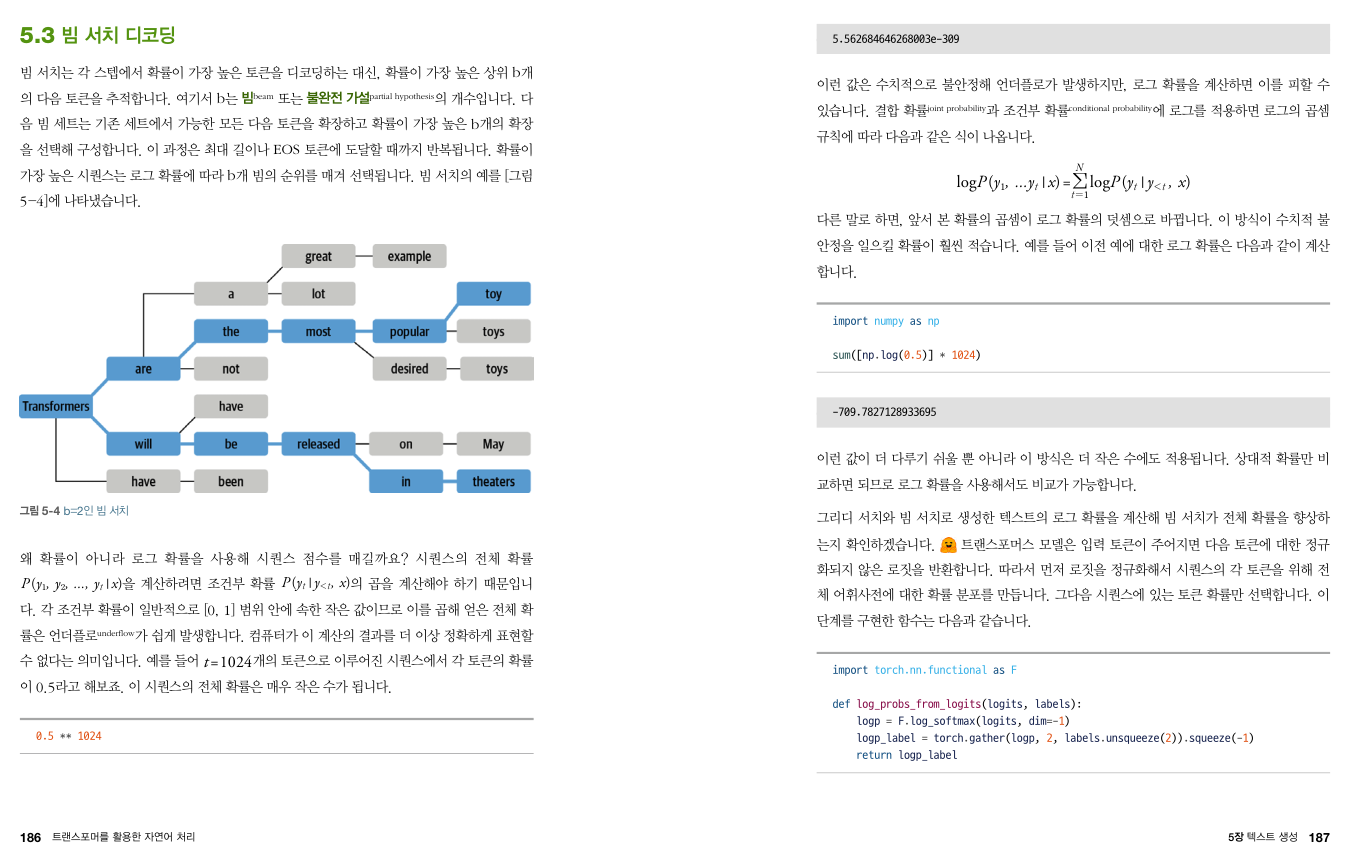 5.3 빔 서치 디코딩
빔 서치는 각 스텝에서 확률이 가장 높은 토큰을 디코딩하는 대신, 확률이 가장 높은 상위 b개
의 다음 토큰을 추적합니다. 여기서 b는 빔beam 또는 불완전 가설partial hypothesis의 개수입니다. 다
음 빔 세트는 기존 세트에서 가능한 모든 다음 토큰을 확장하고 확률이 가장 높은 b개의 확장
을 선택해 구성합니다. 이 과정은 최대 길이나 EOS 토큰에 도달할 때까지 반복됩니다. 확률이
가장 높은 시퀀스는 로그 확률에 따라 b개 빔의 순위를 매겨 선택됩니다. 빔 서치의 예를 [그림
5-4]에 나타냈습니다.
great example
a lot toy
the most popular toys
are not desired toys
Transformers have
will be released on May
have been in theaters
그림 5-4 b=2인 빔 서치
왜 확률이 아니라 로그 확률을 사용해 시퀀스 점수를 매길까요? 시퀀스의 전체 확률
P(y₁, y₂, ..., yₜ|x)을 계산하려면 조건부 확률 P(yₜ|y<ₜ, x)의 곱을 계산해야 하기 때문입니
다. 각 조건부 확률이 일반적으로 [0, 1] 범위 안에 속한 작은 값이므로 이를 곱해 얻은 전체 확
률은 언더플로underflow가 쉽게 발생합니다. 컴퓨터가 이 계산의 결과를 더 이상 정확하게 표현할
수 없다는 의미입니다. 예를 들어 t=1024개의 토큰으로 이루어진 시퀀스에서 각 토큰의 확률
이 0.5라고 해보죠. 이 시퀀스의 전체 확률은 매우 작은 수가 됩니다.
0.5 ** 1024
186 트랜스포머를 활용한 자연어 처리
5.562684646268003e-309
이런 값은 수치적으로 불안정해 언더플로가 발생하지만, 로그 확률을 계산하면 이를 피할 수
있습니다. 결합 확률joint probability과 조건부 확률conditional probability에 로그를 적용하면 로그의 곱셈
규칙에 따라 다음과 같은 식이 나옵니다.
logP(y₁, ...yₜ|x)=∑ᴺₜ₌₁logP(yₜ|y<ₜ, x)
다른 말로 하면, 앞서 본 확률의 곱셈이 로그 확률의 덧셈으로 바뀝니다. 이 방식이 수치적 불
안정을 일으킬 확률이 훨씬 적습니다. 예를 들어 이전 예에 대한 로그 확률은 다음과 같이 계산
합니다.
import numpy as np
sum([np.log(0.5)] * 1024)
-709.7827128933695
이런 값이 더 다루기 쉬울 뿐 아니라 이 방식은 더 작은 수에도 적용됩니다. 상대적 확률만 비
교하면 되므로 로그 확률을 사용해서도 비교가 가능합니다.
그리디 서치와 빔 서치로 생성한 텍스트의 로그 확률을 계산해 빔 서치가 전체 확률을 향상하
는지 확인하겠습니다. 🤗 트랜스포머스 모델은 입력 토큰이 주어지면 다음 토큰에 대한 정규
화되지 않은 로짓을 반환합니다. 따라서 먼저 로짓을 정규화해서 시퀀스의 각 토큰을 위해 전
체 어휘사전에 대한 확률 분포를 만듭니다. 그다음 시퀀스에 있는 토큰 확률만 선택합니다. 이
단계를 구현한 함수는 다음과 같습니다.
import torch.nn.functional as F
def log_probs_from_logits(logits, labels):
    logp = F.log_softmax(logits, dim=-1)
    logp_label = torch.gather(logp, 2, labels.unsqueeze(2)).squeeze(-1)
    return logp_label
5장 텍스트 생성 187